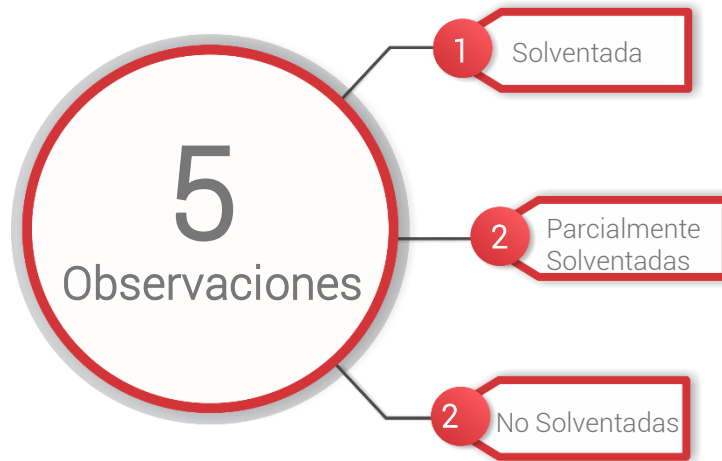 5
Observaciones
1
Solventada
2
Parcialmente
Solventadas
2
No Solventadas